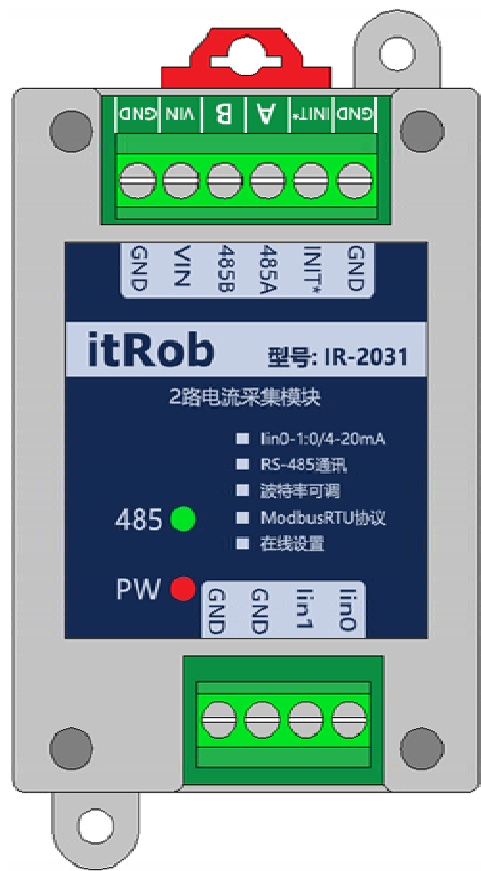 GND VIN B A INIT* GND
GND VIN 485B 485A INIT* GND
itRob 型号: IR-2031
2路电流采集模块
Iin0-1:0/4-20mA
RS-485通讯
波特率可调
ModbusRTU协议
在线设置
485
PW
GND GND Iin1 Iin0